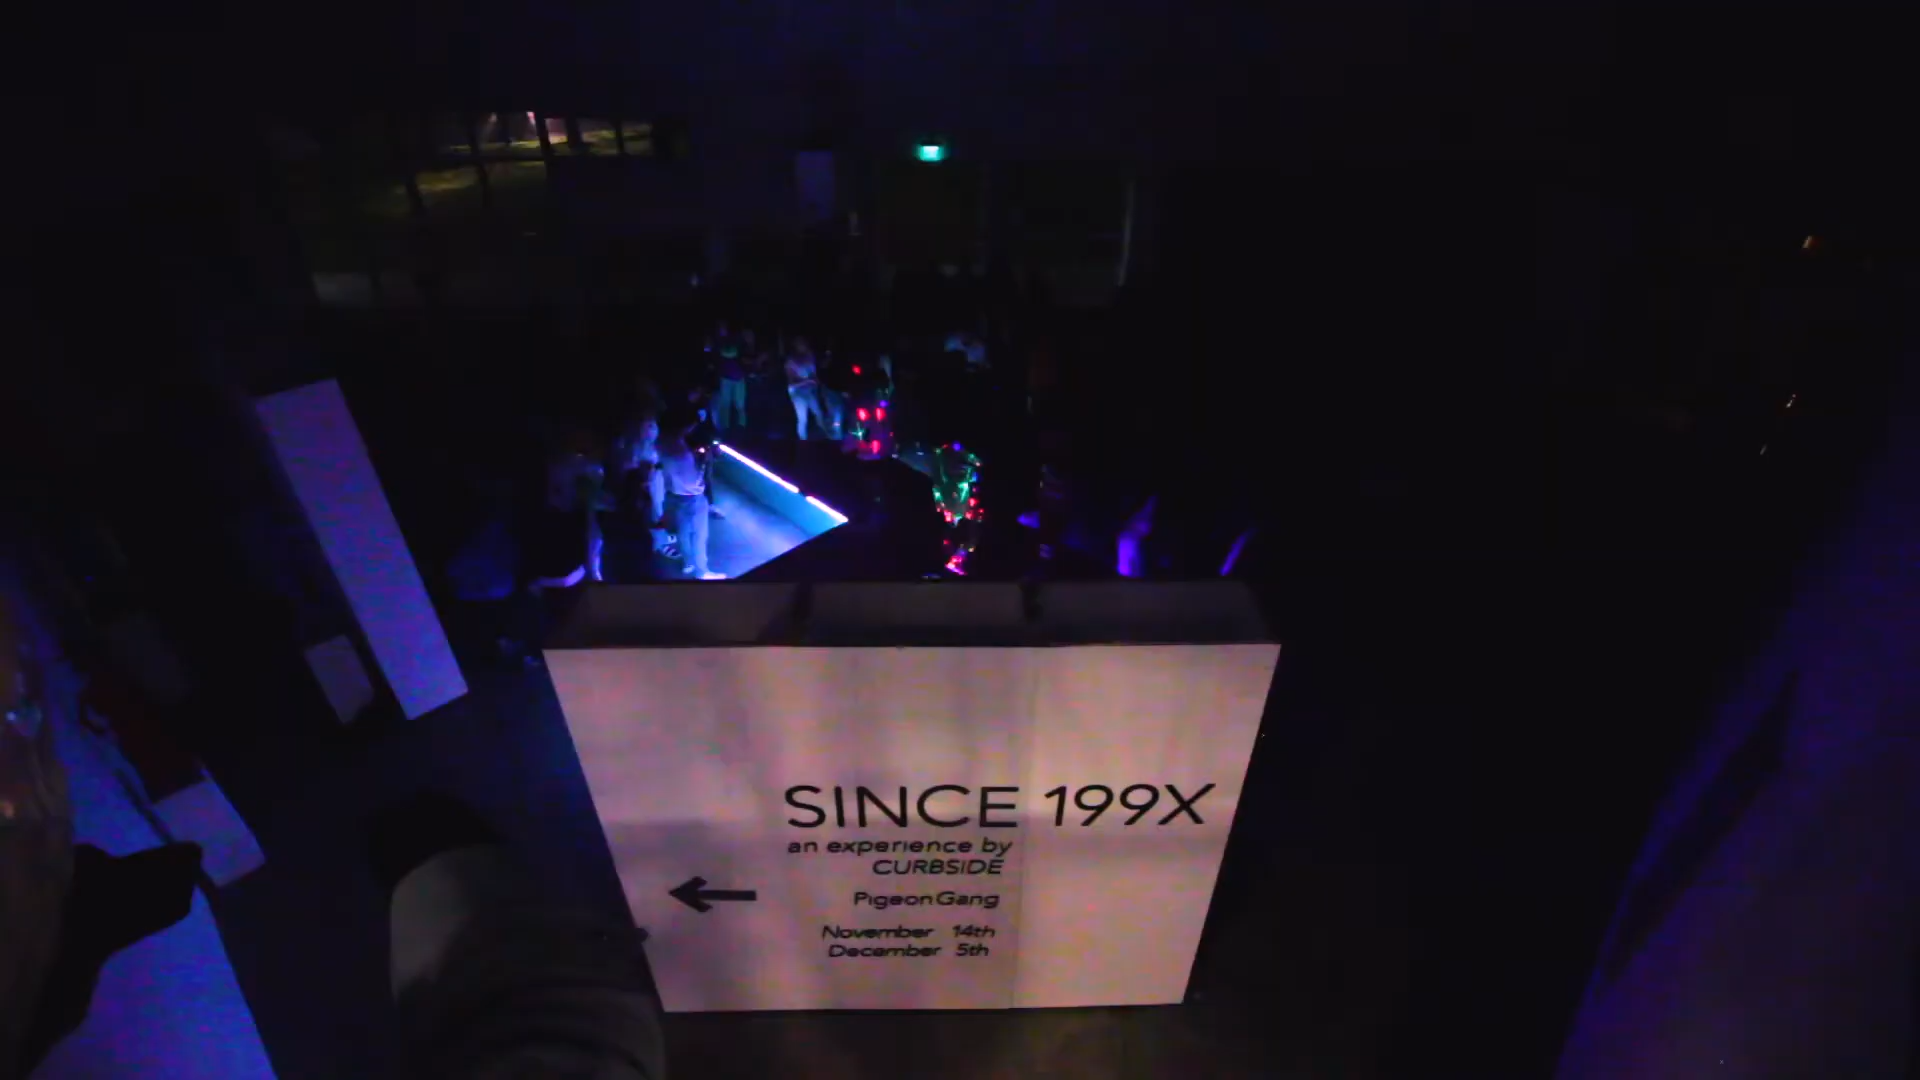 SINCE 199X
an experience by
CURBSIDE
PigeonGang
November 14th
December 5th